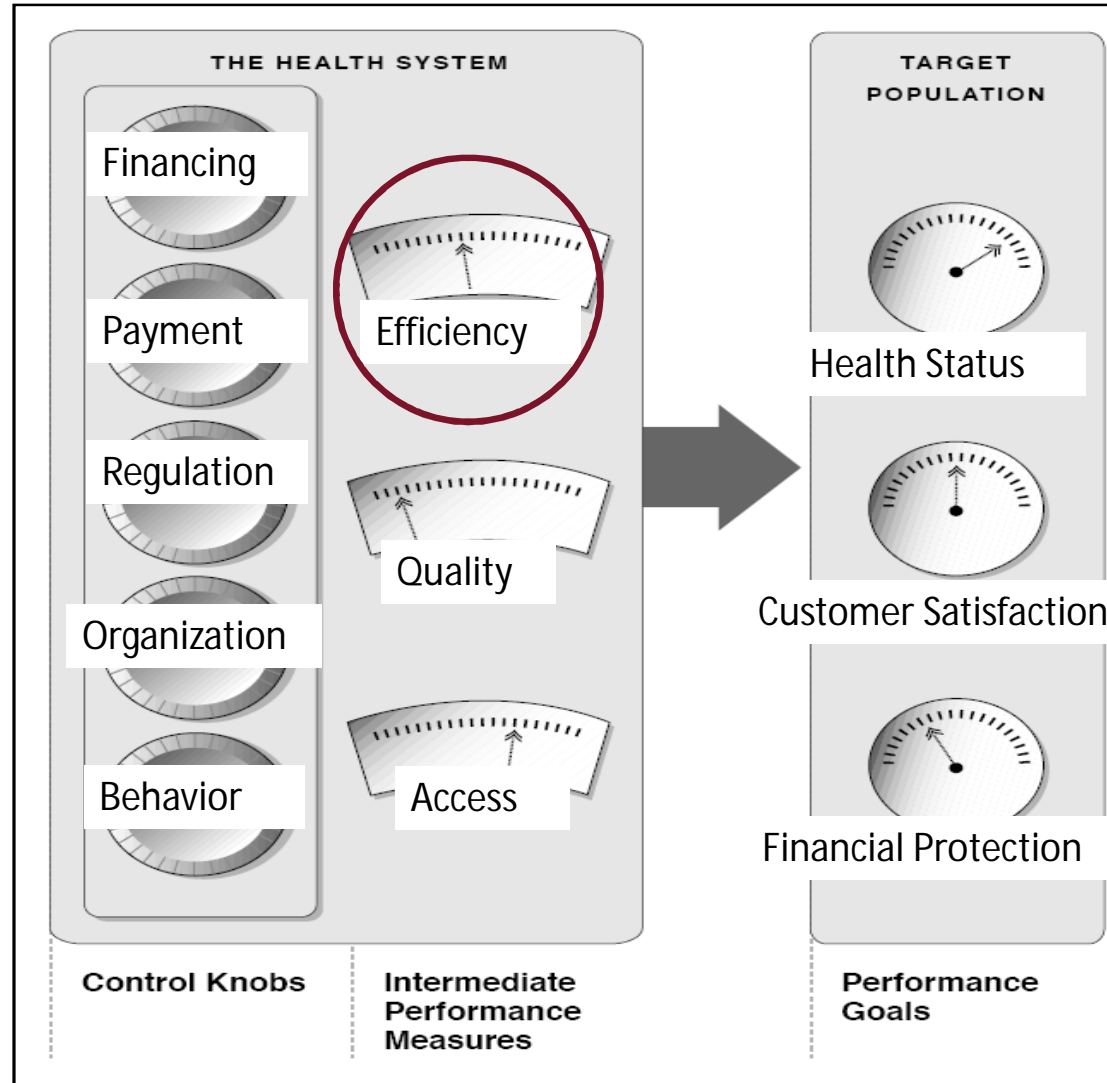 THE HEALTH SYSTEM
Financing
Payment
Regulation
Organization
Behavior
Efficiency
Quality
Access
TARGET
POPULATION
Health Status
Customer Satisfaction
Financial Protection
Control Knobs
Intermediate
Performance
Measures
Performance
Goals